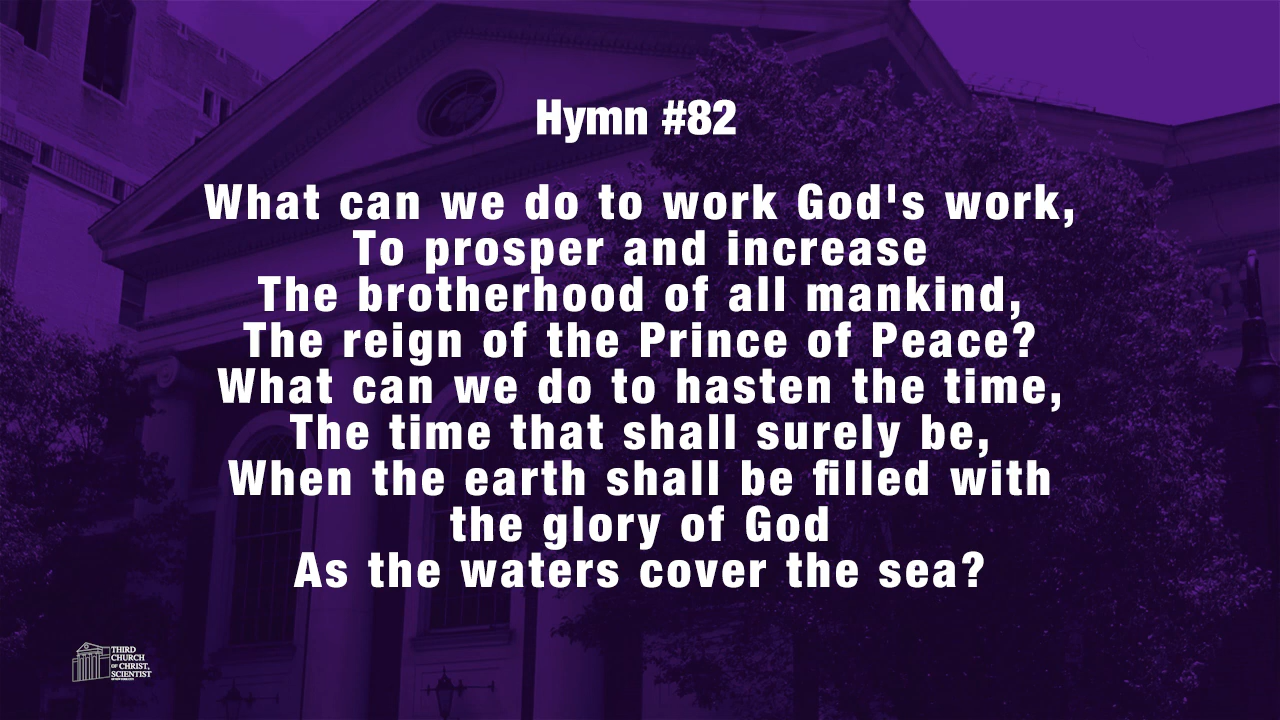 Hymn #82
What can we do to work God's work,
To prosper and increase
The brotherhood of all mankind,
The reign of the Prince of Peace?
What can we do to hasten the time,
The time that shall surely be,
When the earth shall be filled with
the glory of God
As the waters cover the sea?
THIRD
CHURCH
OF CHRIST,
SCIENTIST